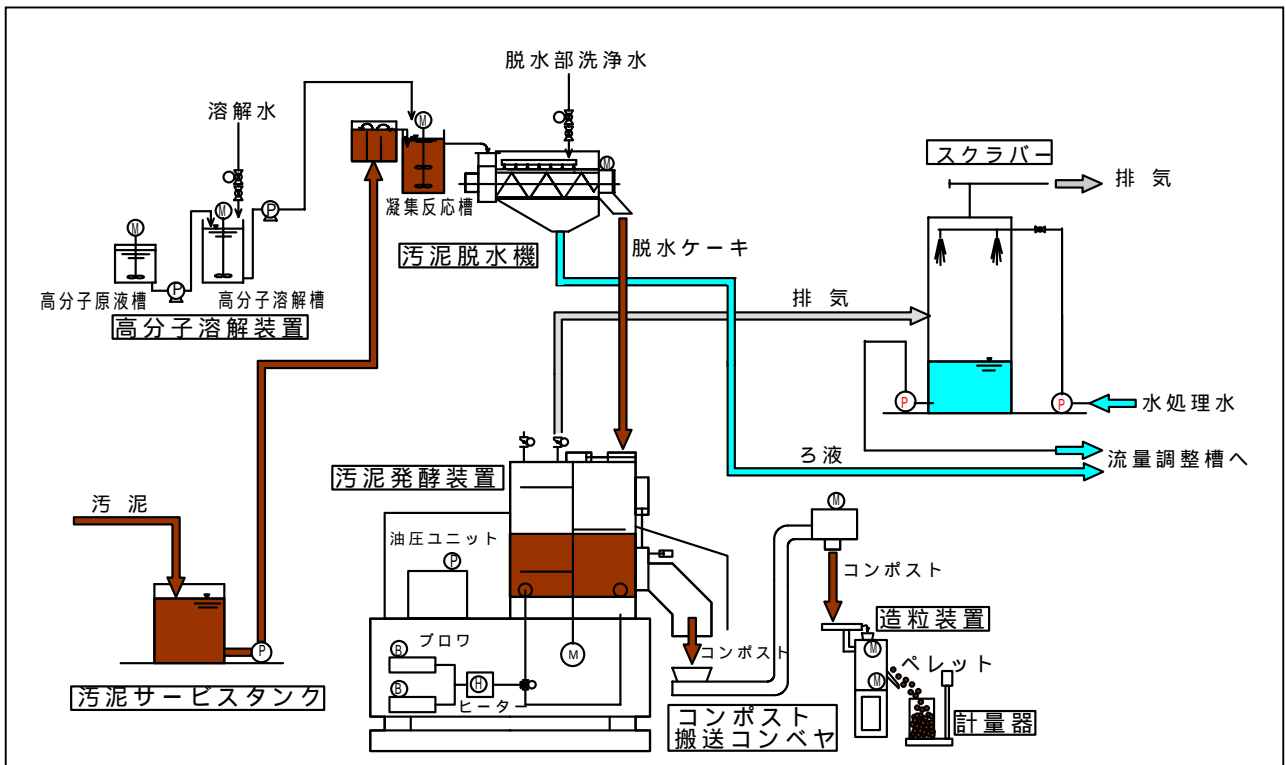 脱水部洗浄水
溶解水
M
M
スクラバー
排気
M
P
凝集反応槽
M
M
汚泥脱水機
脱水ケーキ
P
高分子原液槽
高分子溶解槽
高分子溶解装置
排気
P
P
水処理水
ろ液
流量調整槽へ
汚泥発酵装置
汚泥
油圧ユニット
P
M
コンポスト
造粒装置
M
ペレット
M
P
ブロワ
B
M
コンポスト
B
H
ヒーター
汚泥サービスタンク
コンポスト
搬送コンベヤ
計量器